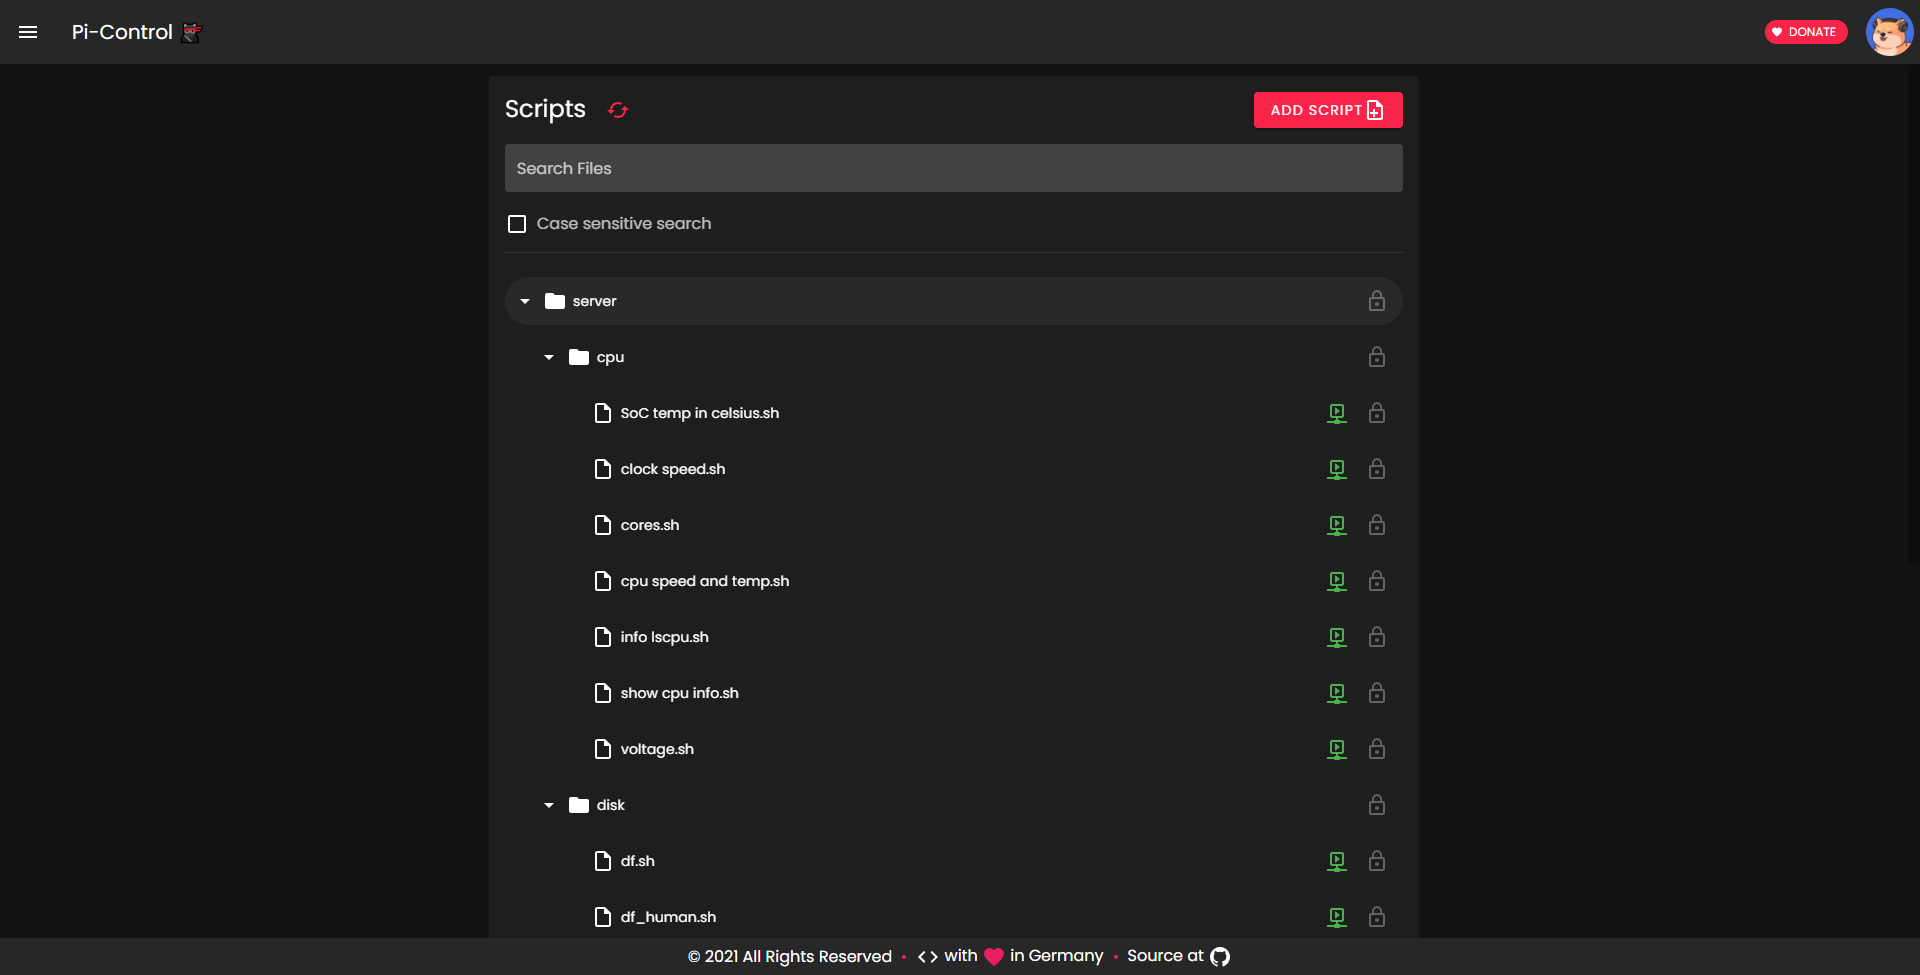 Pi-Control
DONATE
Scripts
ADD SCRIPT
Search Files
Case sensitive search
server
cpu
SoC temp in celsius.sh
clock speed.sh
cores.sh
cpu speed and temp.sh
info lscpu.sh
show cpu info.sh
voltage.sh
disk
df.sh
df_human.sh
© 2021 All Rights Reserved • <> with ♥ in Germany • Source at